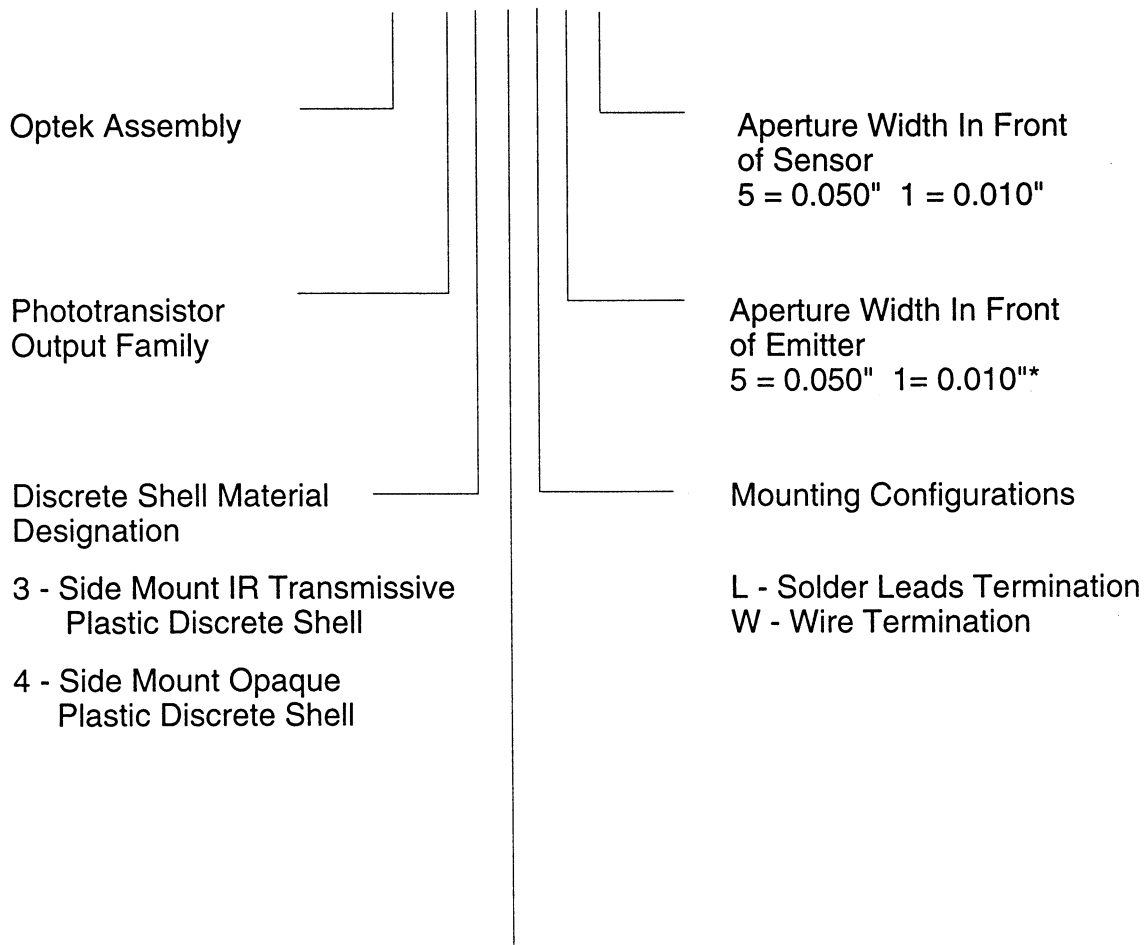 Optek Assembly
Phototransistor
Output Family
Discrete Shell Material
Designation
3 - Side Mount IR Transmissive
Plastic Discrete Shell
4 - Side Mount Opaque
Plastic Discrete Shell
Aperture Width In Front
of Sensor
5 = 0.050" 1 = 0.010"
Aperture Width In Front
of Emitter
5 = 0.050" 1= 0.010"*
Mounting Configurations
L - Solder Leads Termination
W - Wire Termination